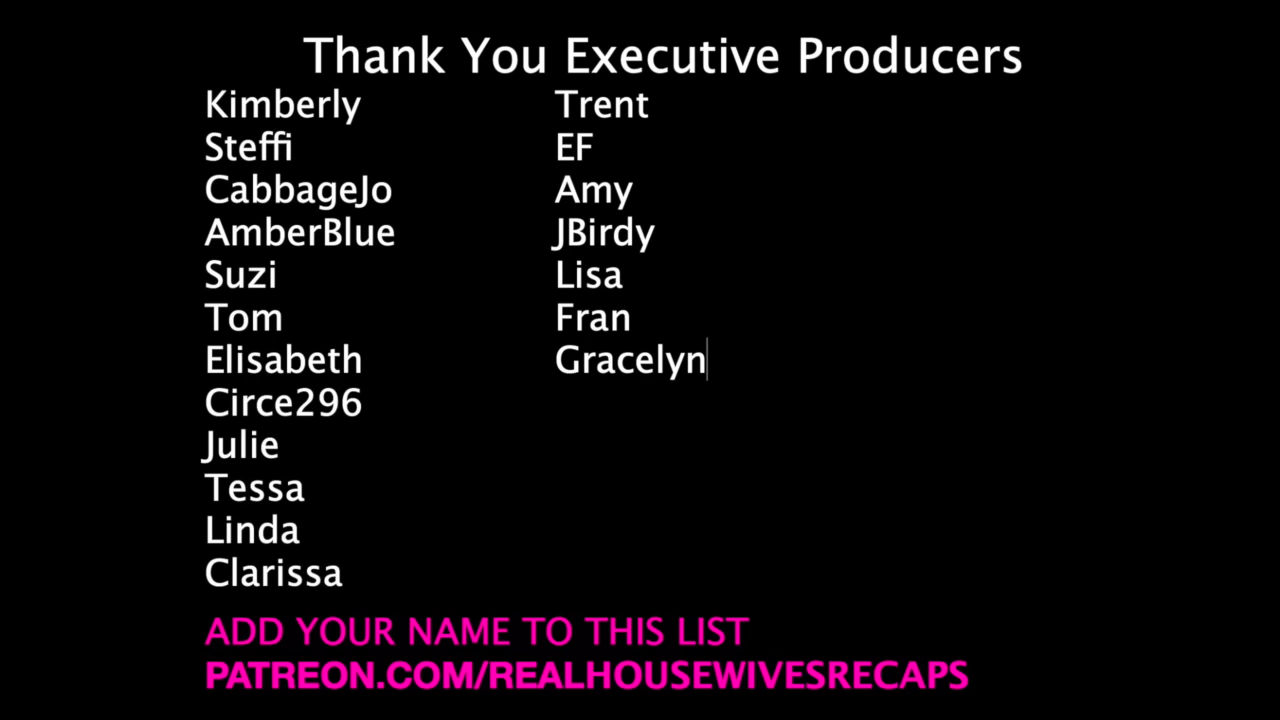 Thank You Executive Producers
Kimberly
Steffi
CabbageJo
AmberBlue
Suzi
Tom
Elisabeth
Circe296
Julie
Tessa
Linda
Clarissa
Trent
EF
Amy
JBirdy
Lisa
Fran
Gracelyn
ADD YOUR NAME TO THIS LIST
PATREON.COM/REALHOUSEWIVESRECAPS